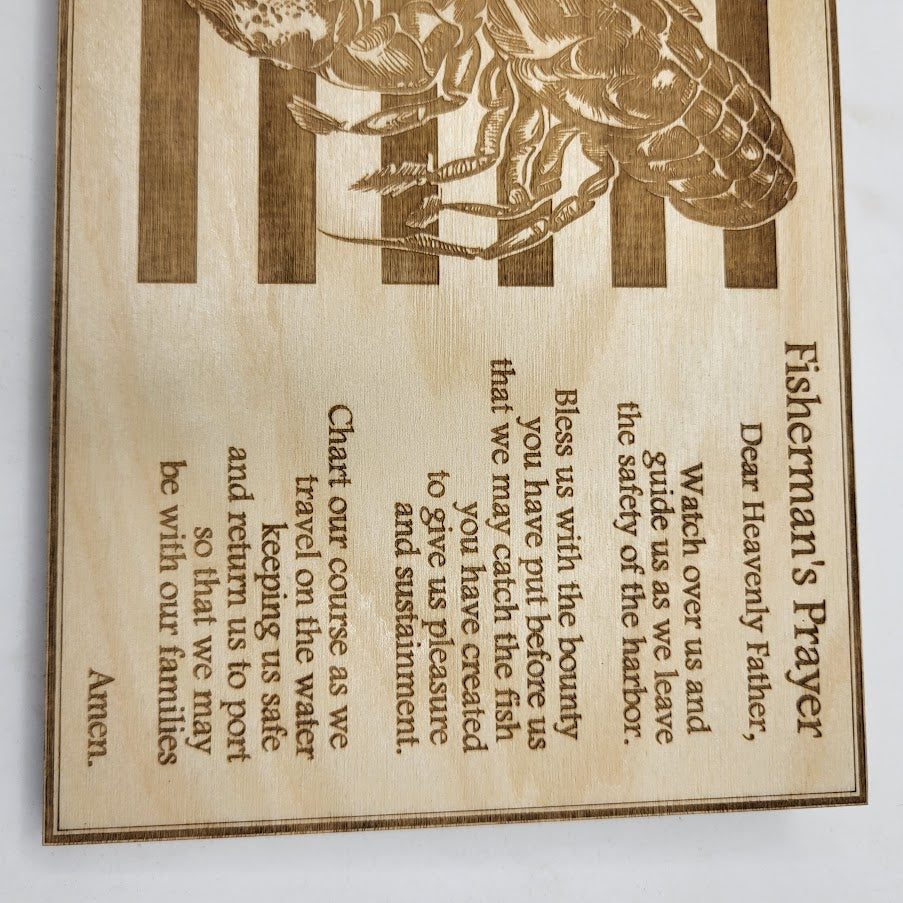 Fisherman's Prayer
Dear Heavenly Father,
Watch over us and
guide us as we leave
the safety of the harbor.
Bless us with the bounty
you have put before us
that we may catch the fish
you have created
to give us pleasure
and sustainment.
Chart our course as we
travel on the water
keeping us safe
and return us to port
so that we may
be with our families
Amen.